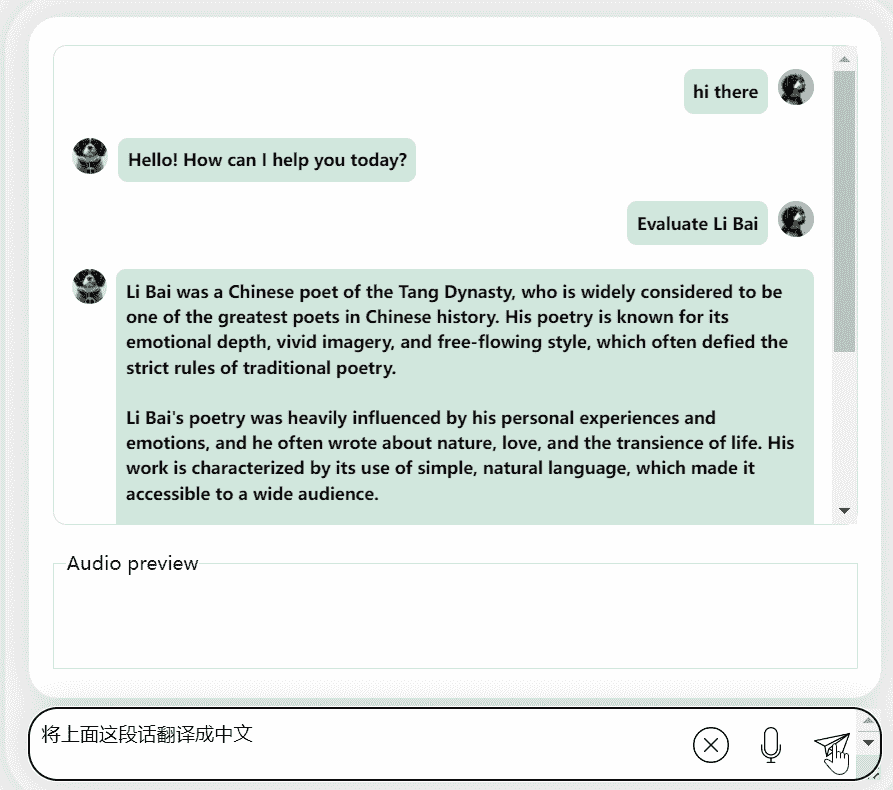 hi there
Hello! How can I help you today?
Evaluate Li Bai
Li Bai was a Chinese poet of the Tang Dynasty, who is widely considered to be
one of the greatest poets in Chinese history. His poetry is known for its
emotional depth, vivid imagery, and free-flowing style, which often defied the
strict rules of traditional poetry.
Li Bai's poetry was heavily influenced by his personal experiences and
emotions, and he often wrote about nature, love, and the transience of life. His
work is characterized by its use of simple, natural language, which made it
accessible to a wide audience.
Audio preview
将上面这段话翻译成中文